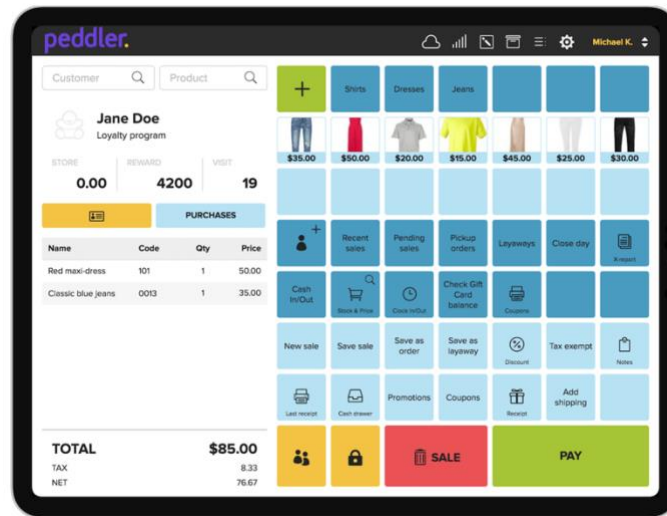 peddler.
Michael K.
Customer
Product
Jane Doe
Loyalty program
STORE REWARD VISIT
0.00 4200 19
PURCHASES
Name Code Qty Price
Red maxi-dress 101 1 50.00
Classic blue jeans 0013 1 35.00
TOTAL $85.00
TAX 8.33
NET 76.67
+ Shirts Dresses Jeans
$35.00 $50.00 $20.00 $15.00 $45.00 $25.00 $30.00
Recent sales
Pending sales
Pickup orders
Layaways
Close day
X-report
Cash In/Out
Stock & Price
Clock In/Out
Check Gift Card balance
Coupons
New sale
Save sale
Save as order
Save as layaway
Discount
Tax exempt
Notes
Last receipt
Cash drawer
Promotions
Coupons
Receipt
Add shipping
SALE
PAY